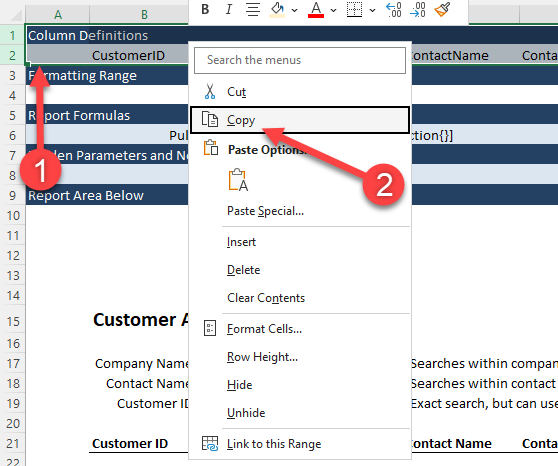 B I A
A B
1 Column Definitions
2 CustomerID ContactName Conta
Search the menus
3 Formatting Range
Cut
4
5 Report Formulas
Copy
6 Pul ction{}]
7 den Parameters and No
Paste Options:
8
9 Report Area Below
10
Paste Special...
11
12 Insert
13 Delete
14 Clear Contents
15 Customer A
Format Cells...
16
Row Height...
17 Company Name Searches within compan
18 Contact Name Hide Searches within contact
19 Customer ID Unhide Exact search, but can use
20
21 Customer ID Link to this Range Contact Name Conta
22
1
2